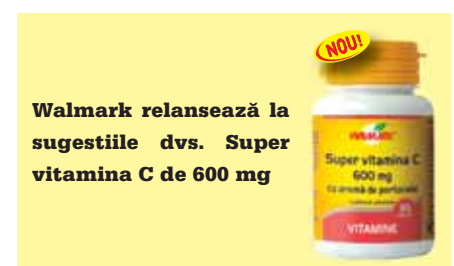 NOU!
Walmark relansează la
sugestiile dvs. Super
vitamina C de 600 mg
WALMARK
Super vitamina C
600 mg
Cu aromă de portocale
VITAMINE